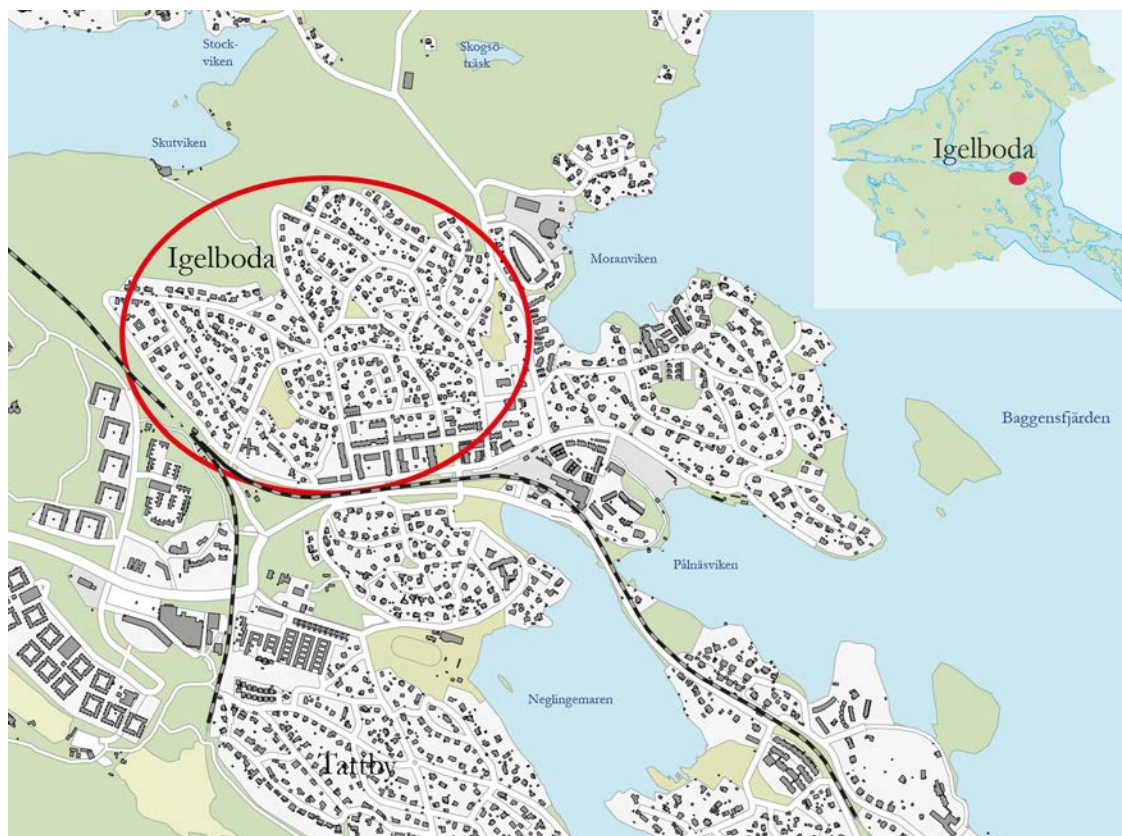 Stock-
viken
Skogsö-
träsk
Skutviken
Igelboda
Igelboda
Moranviken
Baggensfjärden
Pålnäsviken
Neglingemaren
Tattby